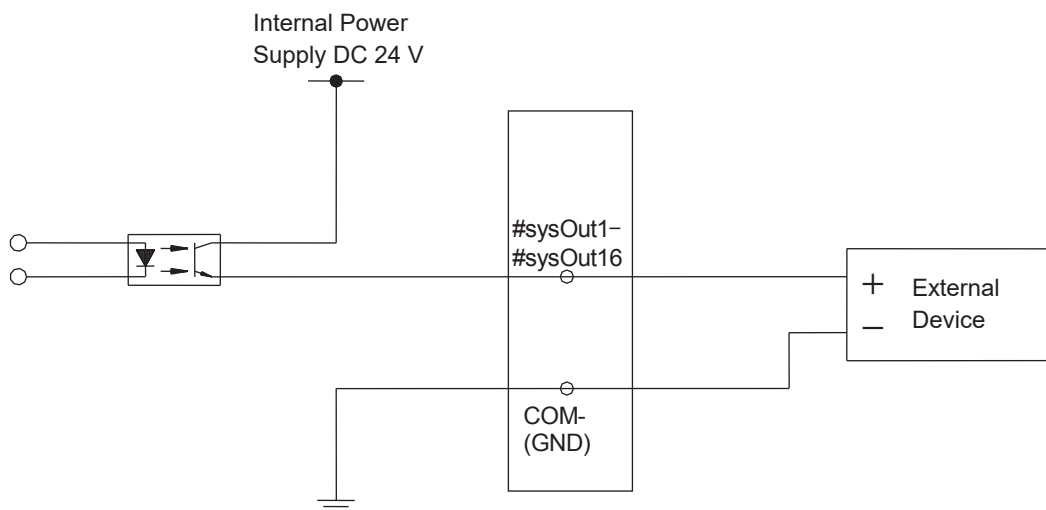 Internal Power
Supply DC 24 V
#sysOut1−
#sysOut16
+
External
−
Device
COM-
(GND)